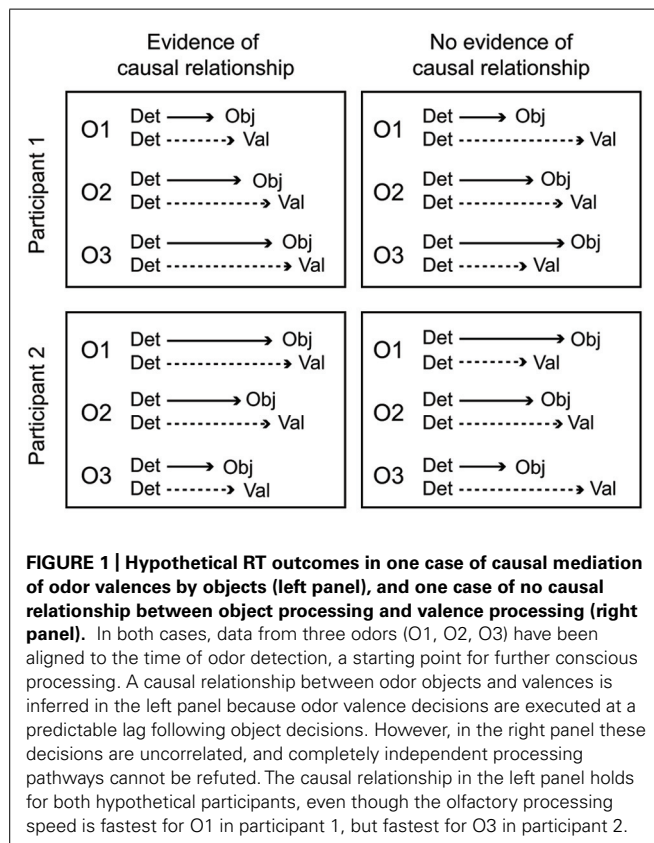 Evidence of
causal relationship
No evidence of
causal relationship
Participant 1
O1 Det Obj
Det Val
O2 Det Obj
Det Val
O3 Det Obj
Det Val
O1 Det Obj
Det Val
O2 Det Obj
Det Val
O3 Det Obj
Det Val
Participant 2
O1 Det Obj
Det Val
O2 Det Obj
Det Val
O3 Det Obj
Det Val
O1 Det Obj
Det Val
O2 Det Obj
Det Val
O3 Det Obj
Det Val
FIGURE 1 | Hypothetical RT outcomes in one case of causal mediation
of odor valences by objects (left panel), and one case of no causal
relationship between object processing and valence processing (right
panel). In both cases, data from three odors (O1, O2, O3) have been
aligned to the time of odor detection, a starting point for further conscious
processing. A causal relationship between odor objects and valences is
inferred in the left panel because odor valence decisions are executed at a
predictable lag following object decisions. However, in the right panel these
decisions are uncorrelated, and completely independent processing
pathways cannot be refuted. The causal relationship in the left panel holds
for both hypothetical participants, even though the olfactory processing
speed is fastest for O1 in participant 1, but fastest for O3 in participant 2.